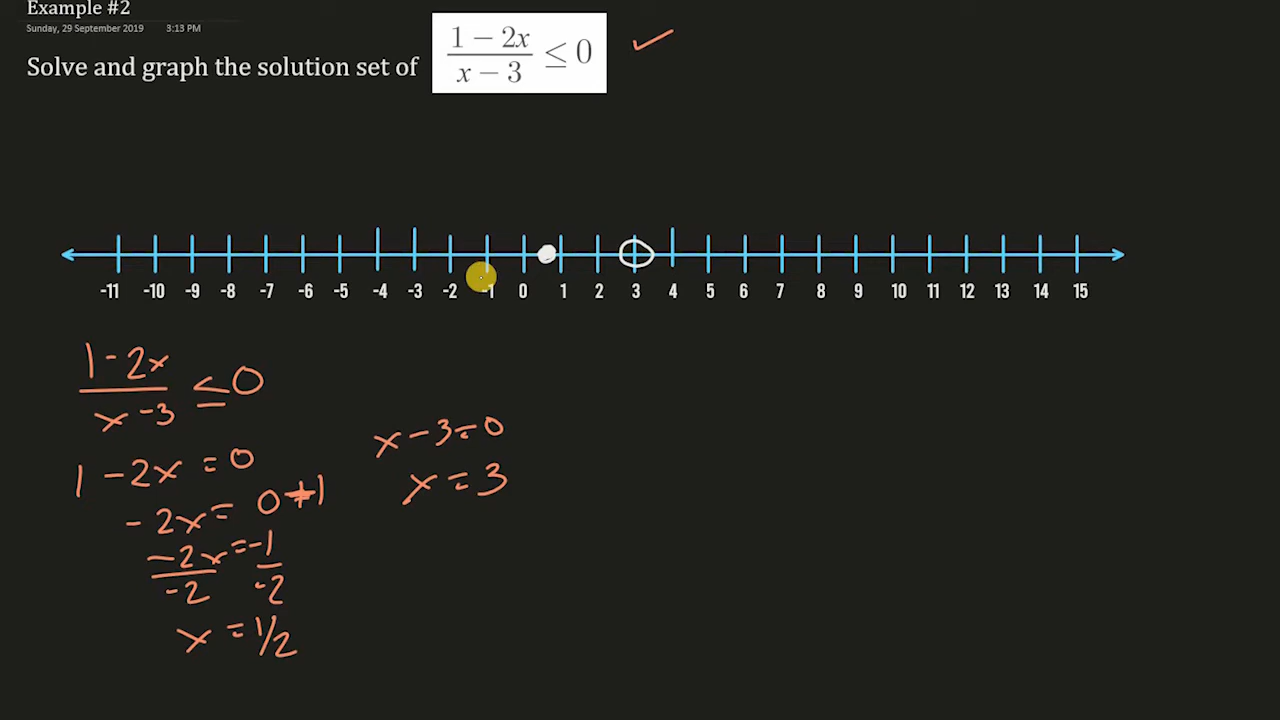 Example #2
Sunday, 29 September 2019 3:13 PM
Solve and graph the solution set of
1 − 2x
x − 3
≤ 0
-11 -10 -9 -8 -7 -6 -5 -4 -3 -2 -1 0 1 2 3 4 5 6 7 8 9 10 11 12 13 14 15
1 - 2x
x - 3
≤ 0
1 - 2x = 0
-2x = 0 - 1
-2x = -1
-2 -2
x = 1/2
x - 3 = 0
x = 3